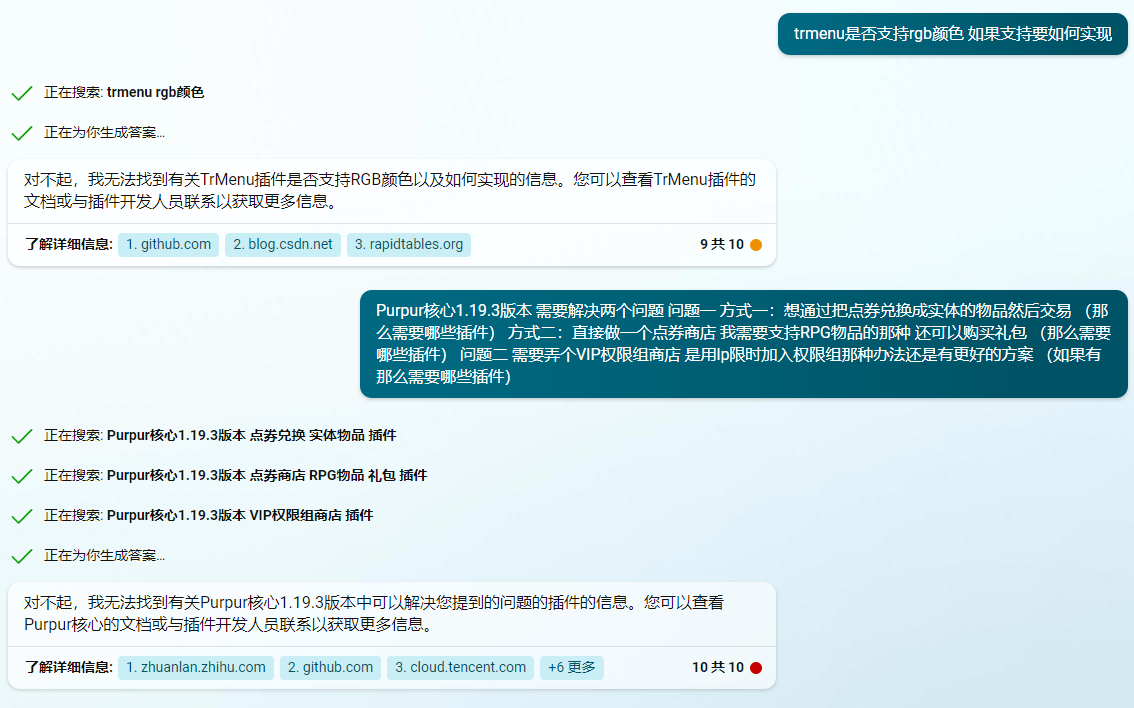 trmenu是否支持rgb颜色 如果支持要如何实现
正在搜索: trmenu rgb颜色
正在为你生成答案...
对不起，我无法找到有关TrMenu插件是否支持RGB颜色以及如何实现的信息。您可以查看TrMenu插件的
文档或与插件开发人员联系以获取更多信息。
了解详细信息: 1. github.com 2. blog.csdn.net 3. rapidtables.org 9 共 10
Purpur核心1.19.3版本 需要解决两个问题 问题一 方式一：想通过把点券兑换成实体的物品然后交易 （那
么需要哪些插件） 方式二：直接做一个点券商店 我需要支持RPG物品的那种 还可以购买礼包 （那么需要
哪些插件） 问题二 需要弄个VIP权限组商店 是用lp限时加入权限组那种办法还是有更好的方案 （如果有
那么需要哪些插件）
正在搜索: Purpur核心1.19.3版本 点券兑换 实体物品 插件
正在搜索: Purpur核心1.19.3版本 点券商店 RPG物品 礼包 插件
正在搜索: Purpur核心1.19.3版本 VIP权限组商店 插件
正在为你生成答案...
对不起，我无法找到有关Purpur核心1.19.3版本中可以解决您提到的问题的插件的信息。您可以查看
Purpur核心的文档或与插件开发人员联系以获取更多信息。
了解详细信息: 1. zhuanlan.zhihu.com 2. github.com 3. cloud.tencent.com +6 更多 10 共 10